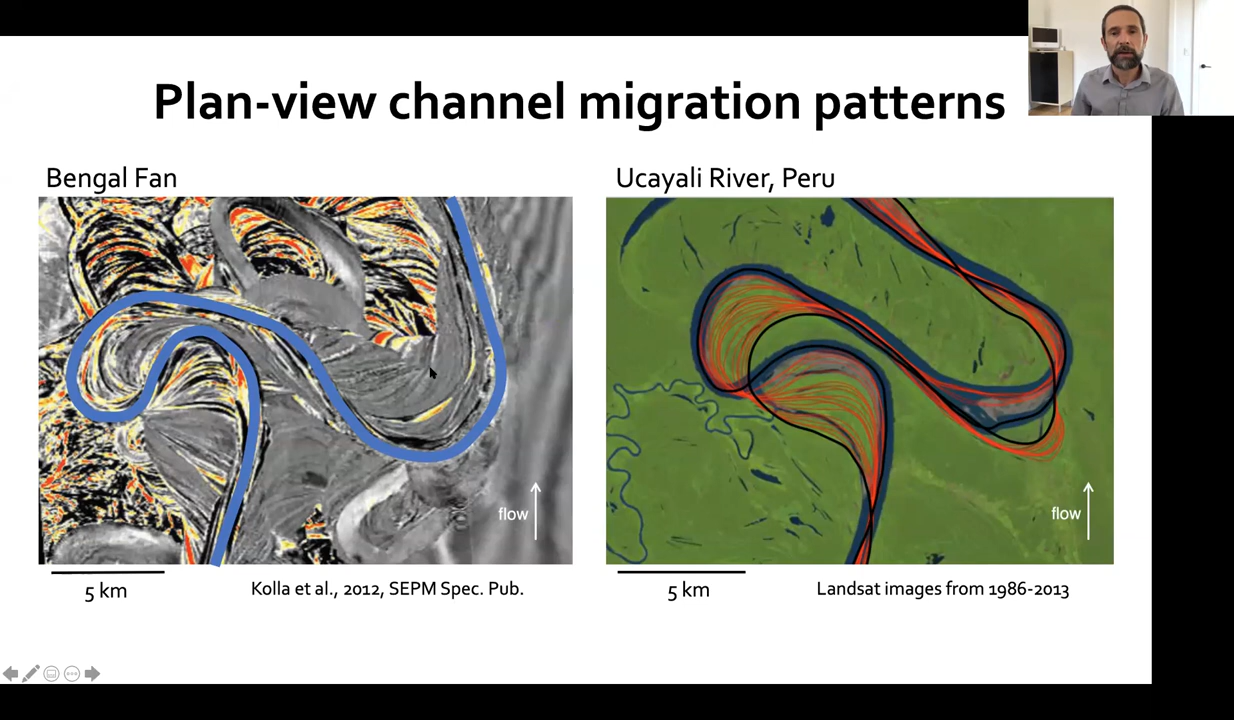 Plan-view channel migration patterns
Bengal Fan
Ucayali River, Peru
flow
flow
5 km
Kolla et al., 2012, SEPM Spec. Pub.
5 km
Landsat images from 1986-2013